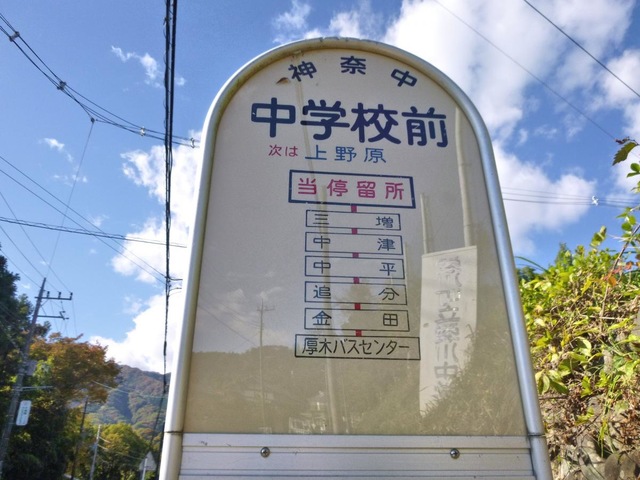 神奈中
中学校前
次は 上野原
当停留所
三増
中津
中平
追分
金田
厚木バスセンター